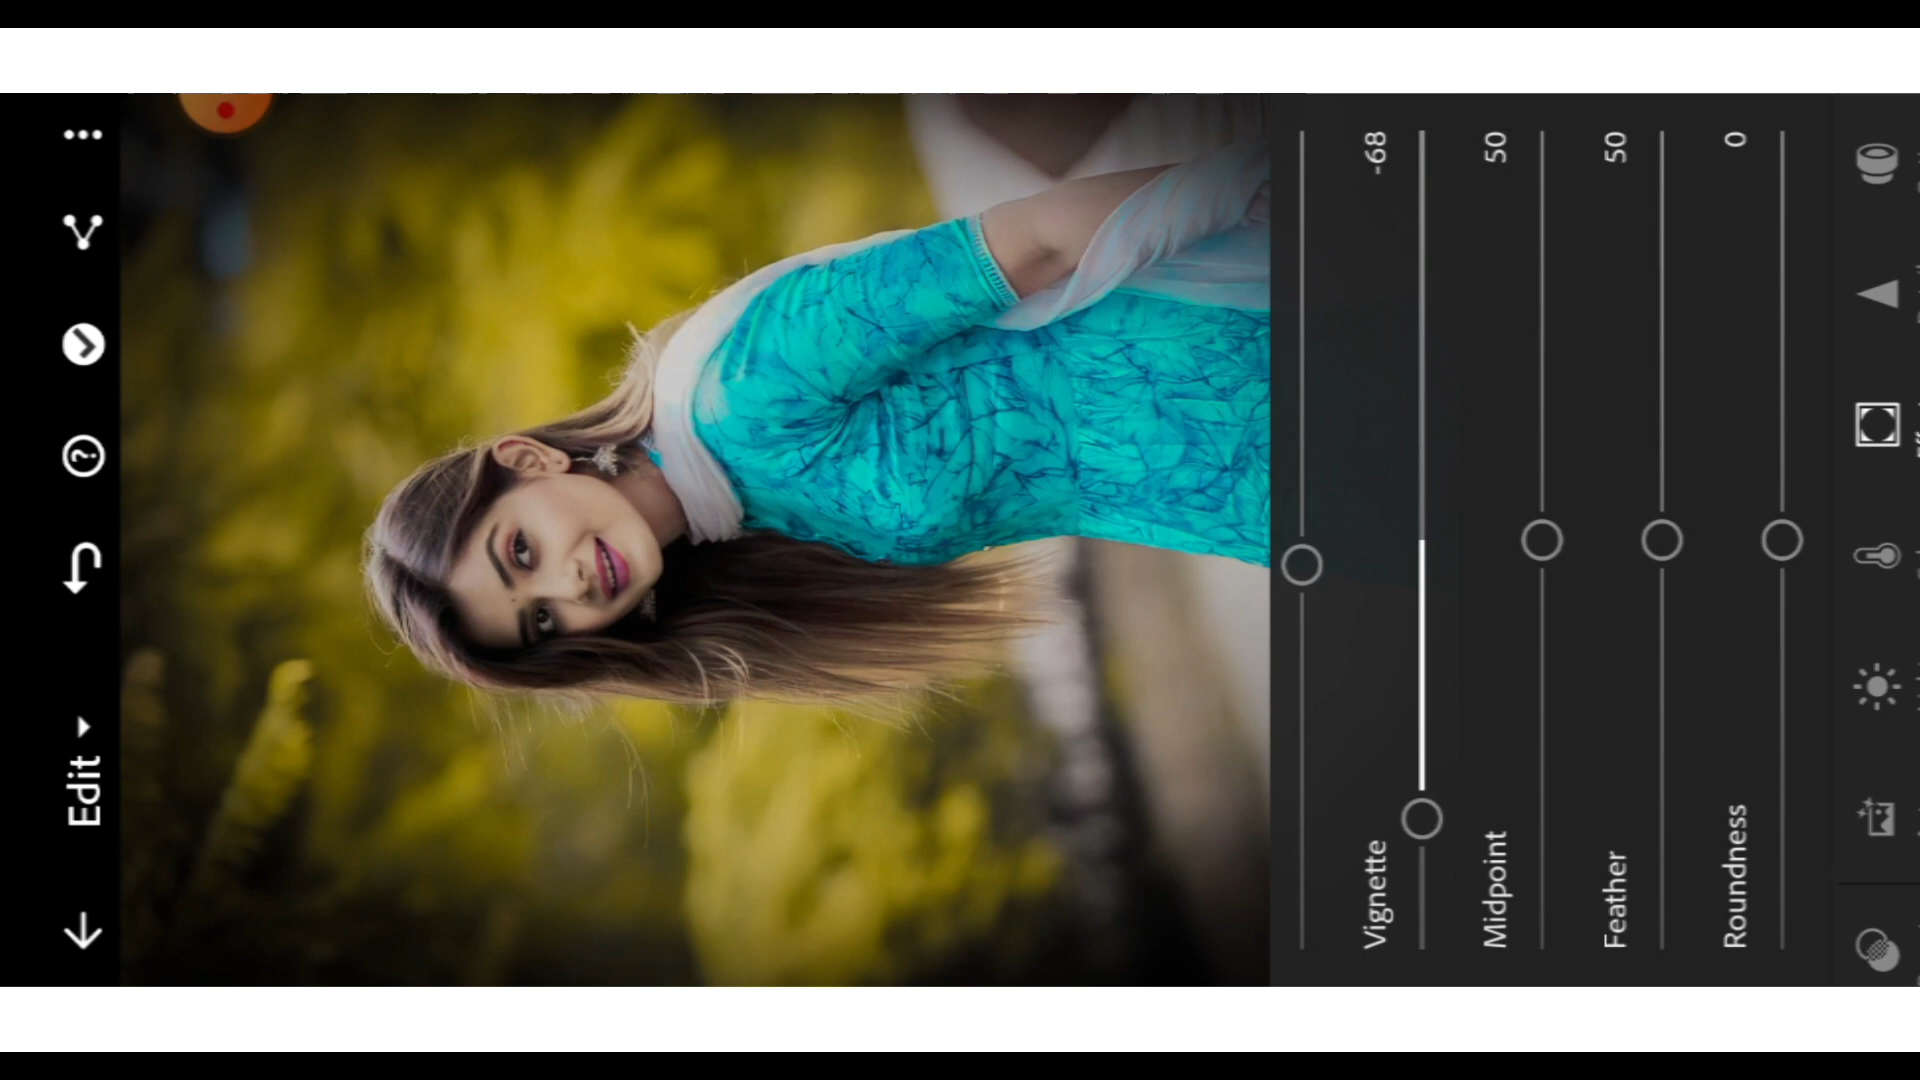 Edit
Vignette -68
Midpoint 50
Feather 50
Roundness 0